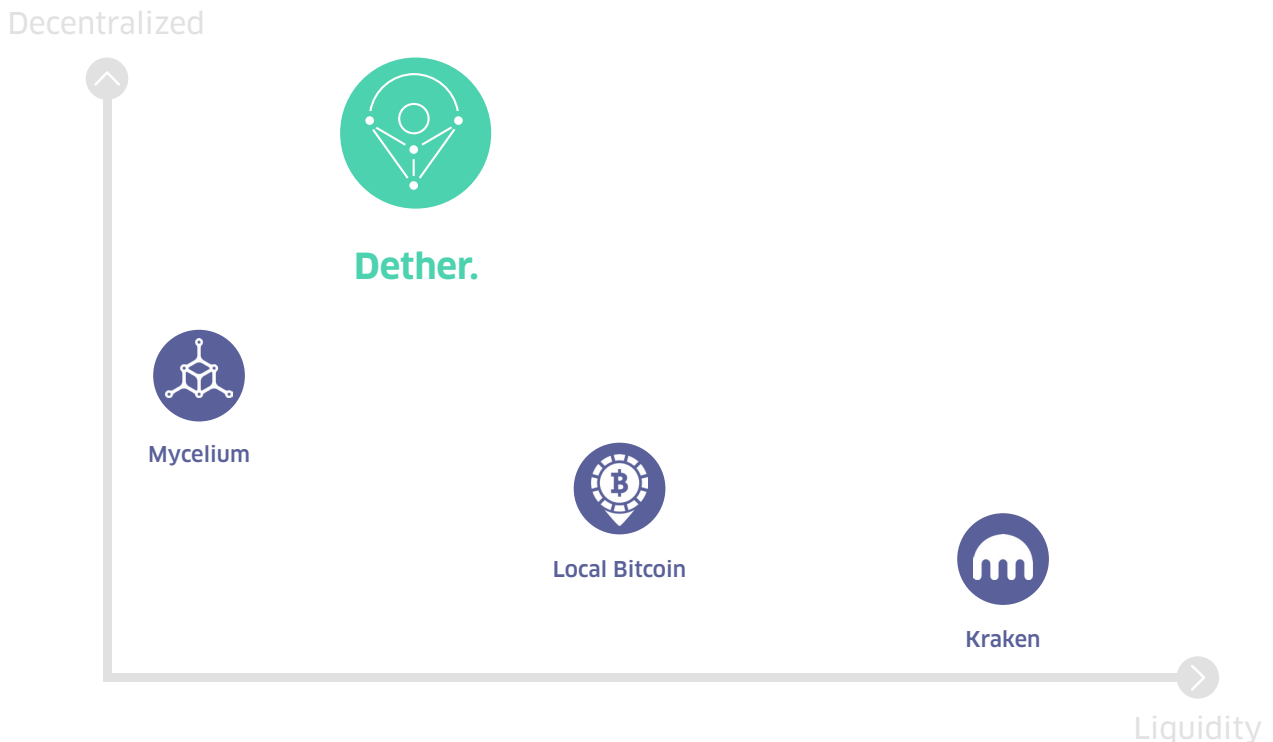 Decentralized
Dether.
Mycelium
Local Bitcoin
Kraken
Liquidity